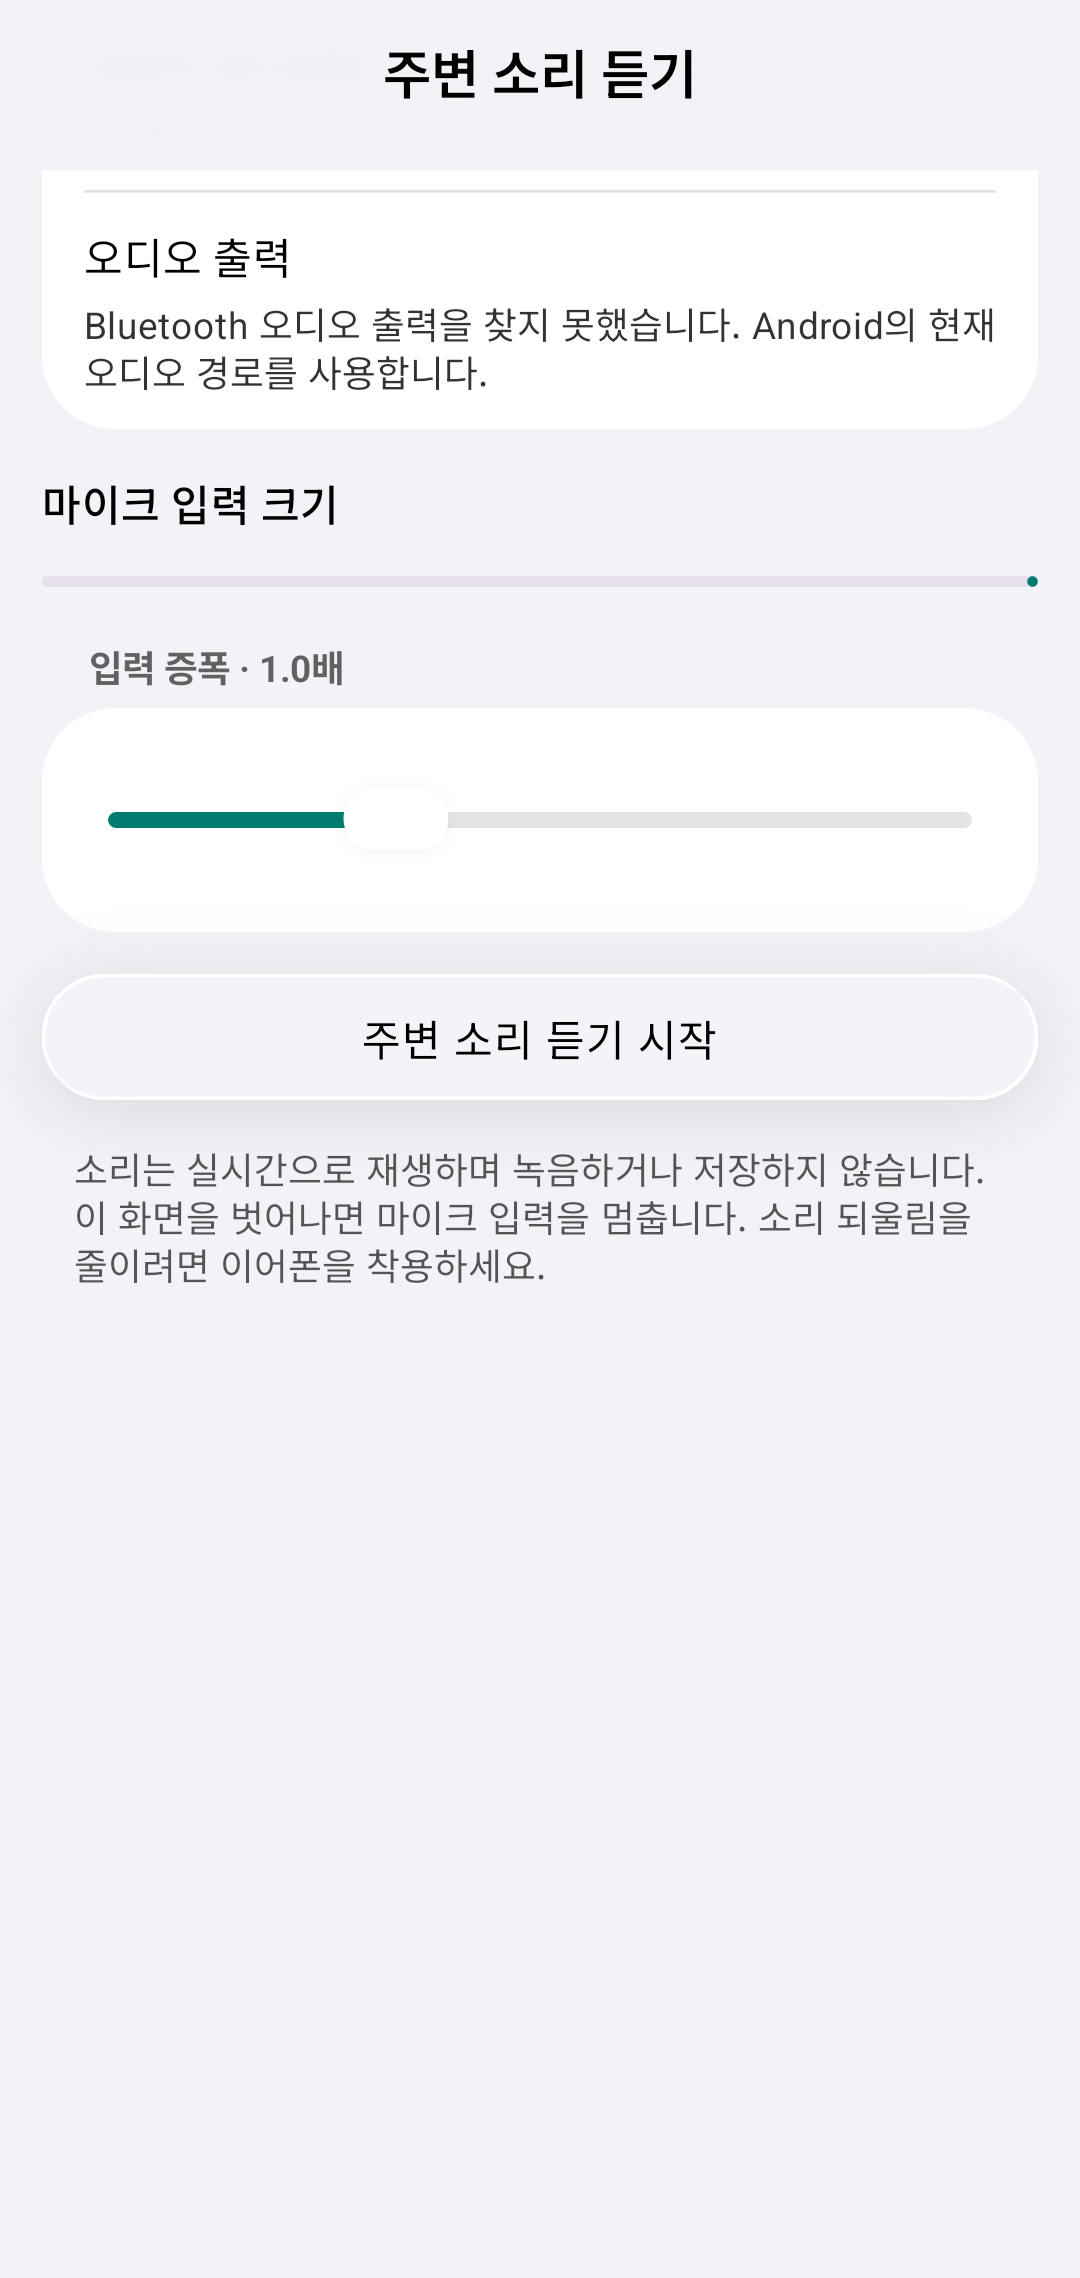 주변 소리 듣기
오디오 출력
Bluetooth 오디오 출력을 찾지 못했습니다. Android의 현재
오디오 경로를 사용합니다.
마이크 입력 크기
입력 증폭 · 1.0배
주변 소리 듣기 시작
소리는 실시간으로 재생하며 녹음하거나 저장하지 않습니다.
이 화면을 벗어나면 마이크 입력을 멈춥니다. 소리 되울림을
줄이려면 이어폰을 착용하세요.